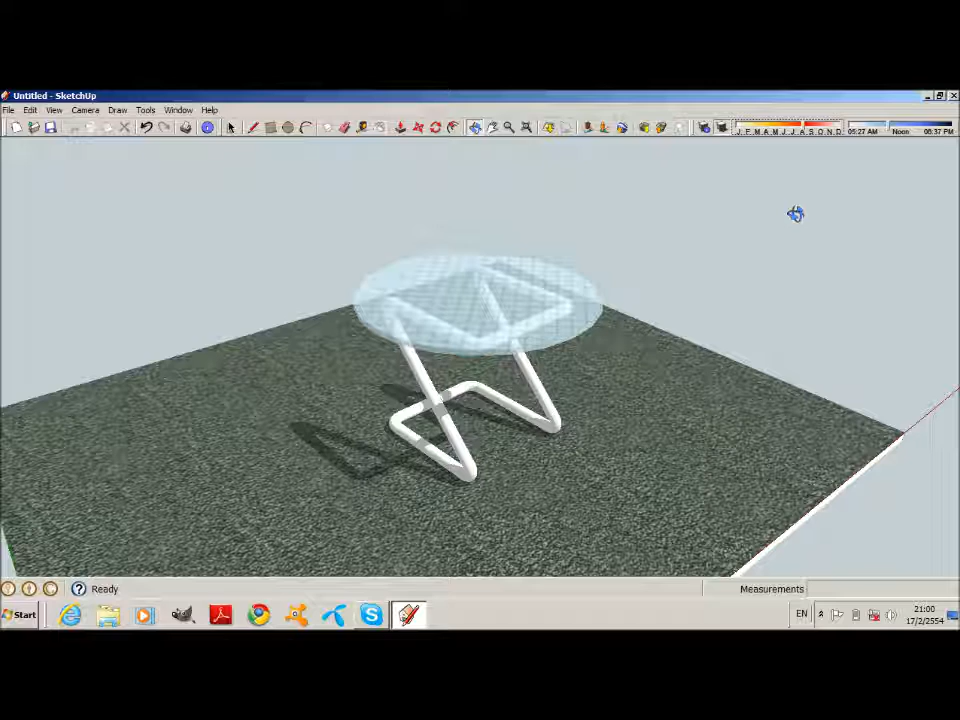 Untitled - SketchUp
File Edit View Camera Draw Tools Window Help
J F M A M J J A S O N D 05:27 AM Noon 08:37 PM
Ready
Measurements
Start
EN
21:00
17/2/2554